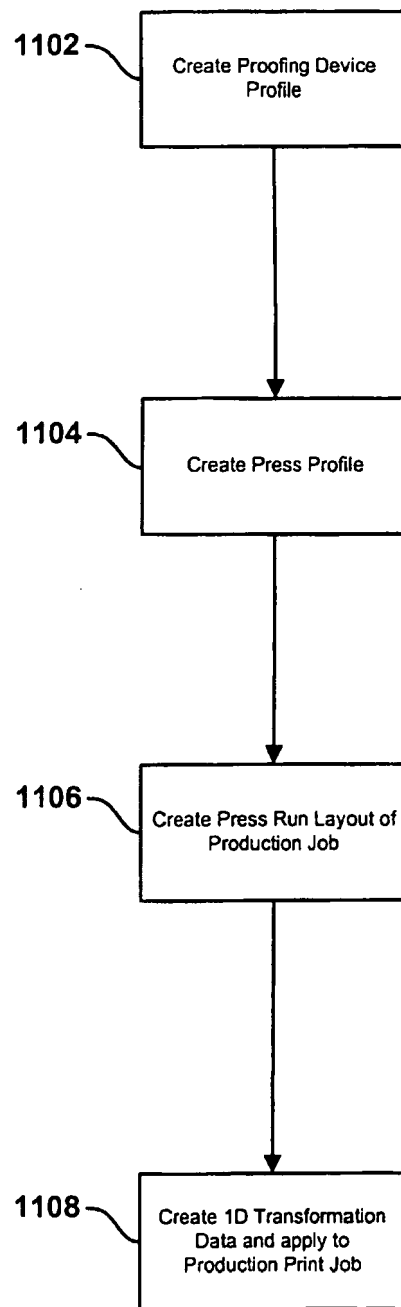 1102
Create Proofing Device
Profile
1104
Create Press Profile
1106
Create Press Run Layout of
Production Job
1108
Create 1D Transformation
Data and apply to
Production Print Job